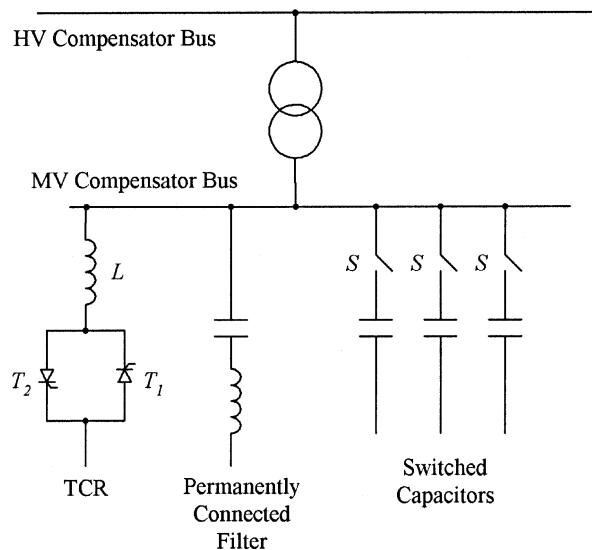 HV Compensator Bus
MV Compensator Bus
L
S
S
S
T2
T1
TCR
Permanently
Connected
Filter
Switched
Capacitors